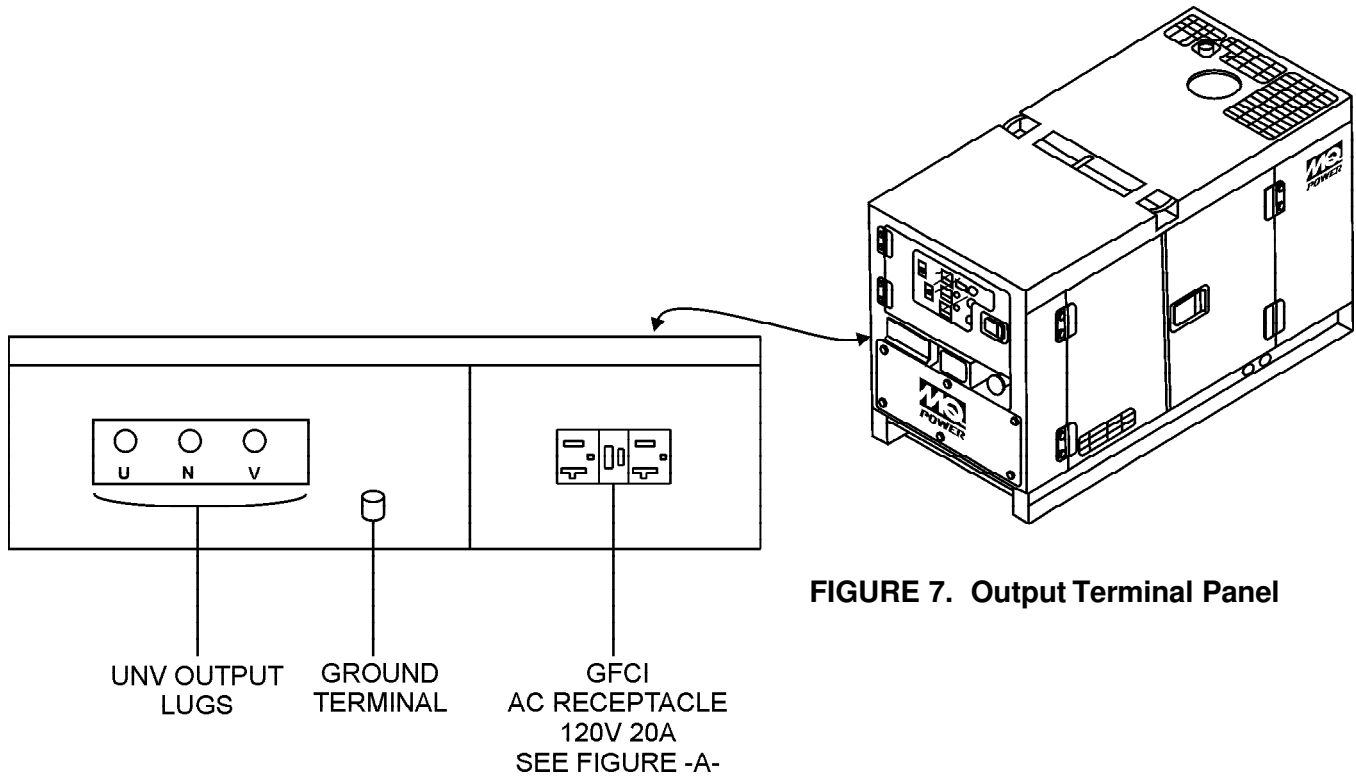 MQ
POWER
MQ
POWER
U N V
FIGURE 7. Output Terminal Panel
UNV OUTPUT
LUGS
GROUND
TERMINAL
GFCI
AC RECEPTACLE
120V 20A
SEE FIGURE -A-